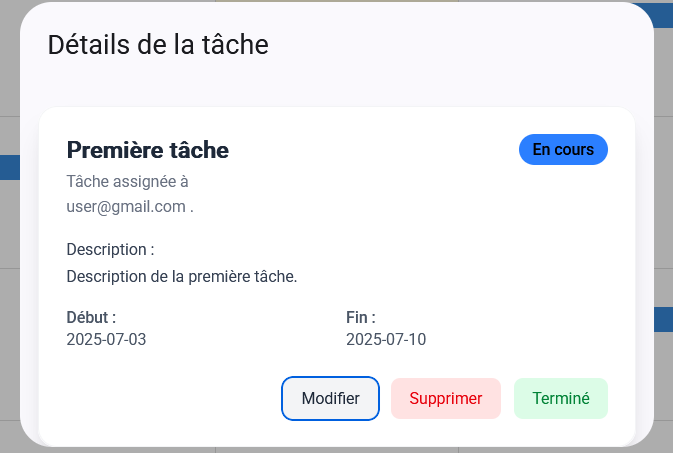 Détails de la tâche
Première tâche
En cours
Tâche assignée à
user@gmail.com .
Description :
Description de la première tâche.
Début :
Fin :
2025-07-03
2025-07-10
Modifier
Supprimer
Terminé